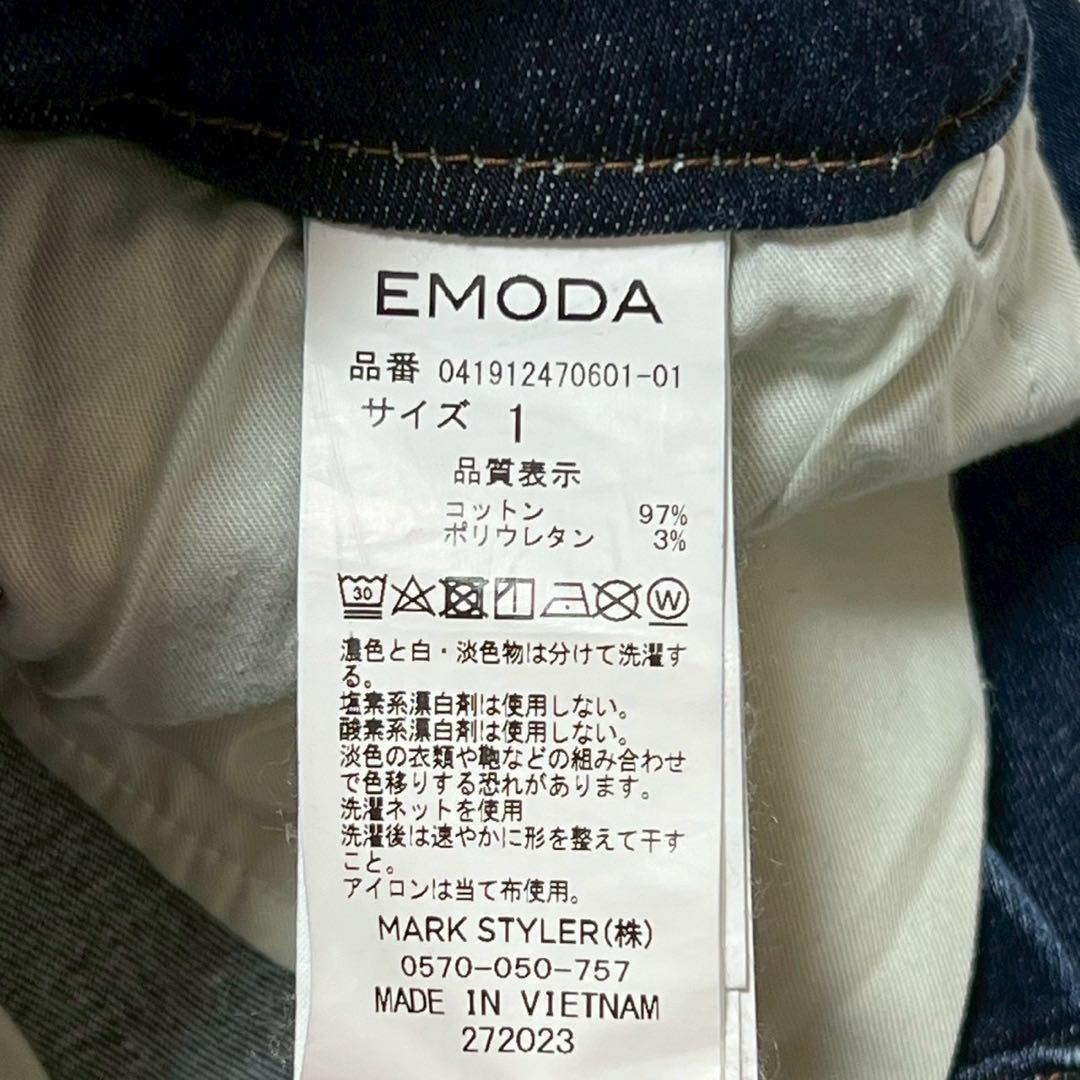 EMODA
品番 041912470601-01
サイズ 1
品質表示
コットン 97%
ポリウレタン 3%
30
W
濃色と白・淡色物は分けて洗濯す
る。
塩素系漂白剤は使用しない。
酸素系漂白剤は使用しない。
淡色の衣類や鞄などの組み合わせ
で色移りする恐れがあります。
洗濯ネットを使用
洗濯後は速やかに形を整えて干す
こと。
アイロンは当て布使用。
MARK STYLER(株)
0570-050-757
MADE IN VIETNAM
272023